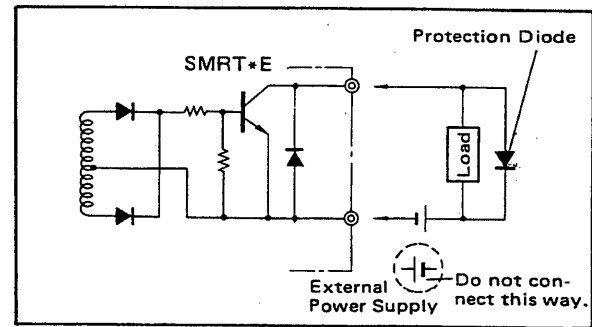 Protection Diode
SMRT*E
Load
External
Power Supply
Do not con-
nect this way.